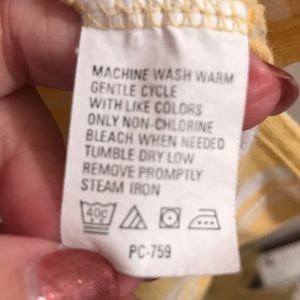 MACHINE WASH WARM
GENTLE CYCLE
WITH LIKE COLORS
ONLY NON-CHLORINE
BLEACH WHEN NEEDED
TUMBLE DRY LOW
REMOVE PROMPTLY
STEAM IRON
40C
PC-759